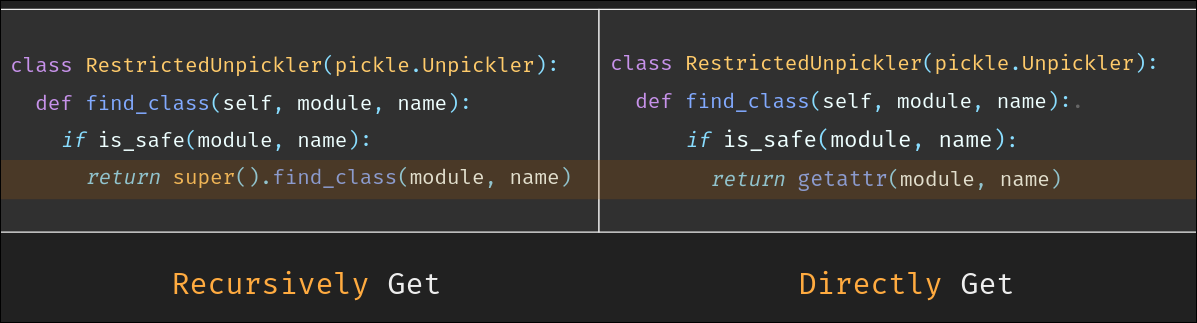 class RestrictedUnpickler(pickle.Unpickler):
def find_class(self, module, name):
if is_safe(module, name):
return super().find_class(module, name)
Recursively Get
class RestrictedUnpickler(pickle.Unpickler):
def find_class(self, module, name):.
if is_safe(module, name):
return getattr(module, name)
Directly Get